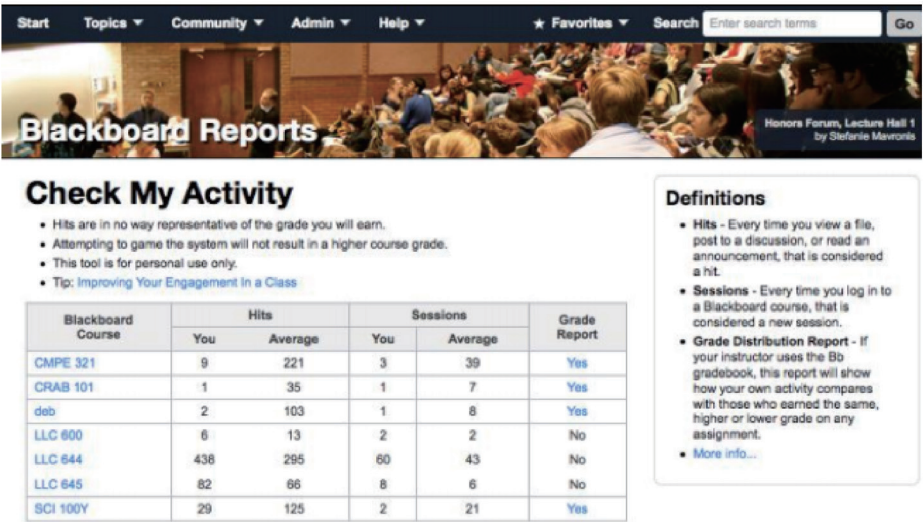 Start Topics ▼ Community ▼ Admin ▼ Help ▼ ★ Favorites ▼ Search Enter search terms Go
Blackboard Reports
Honors Forum, Lecture Hall 1
by Stefanie Mavronis
Check My Activity
• Hits are in no way representative of the grade you will earn.
• Attempting to game the system will not result in a higher course grade.
• This tool is for personal use only.
• Tip: Improving Your Engagement In a Class
Blackboard Course Hits Sessions Grade Report
You Average You Average
CMPE 321 9 221 3 39 Yes
CRAB 101 1 35 1 7 Yes
deb 2 103 1 8 Yes
LLC 600 6 13 2 2 No
LLC 644 438 295 60 43 No
LLC 645 82 66 8 6 No
SCI 100Y 29 125 2 21 Yes
Definitions
• Hits - Every time you view a file,
post to a discussion, or read an
announcement, that is considered
a hit.
• Sessions - Every time you log in to
a Blackboard course, that is
considered a new session.
• Grade Distribution Report - If
your instructor uses the Bb
gradebook, this report will show
how your own activity compares
with those who earned the same,
higher or lower grade on any
assignment.
• More info...